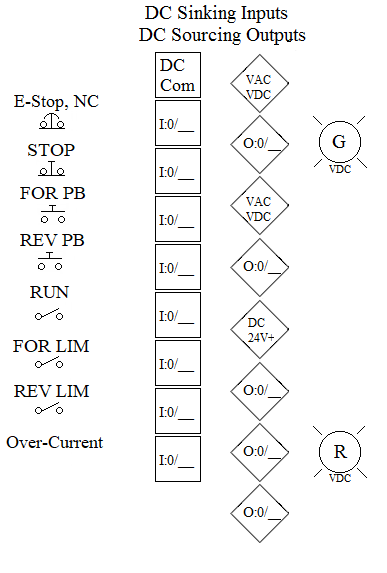 DC Sinking Inputs
DC Sourcing Outputs
E-Stop, NC
STOP
FOR PB
REV PB
RUN
FOR LIM
REV LIM
Over-Current
DC
Com
I:0/__
I:0/__
I:0/__
I:0/__
I:0/__
I:0/__
I:0/__
I:0/__
VAC
VDC
O:0/__
VAC
VDC
O:0/__
DC
24V+
O:0/__
O:0/__
O:0/__
G
VDC
R
VDC